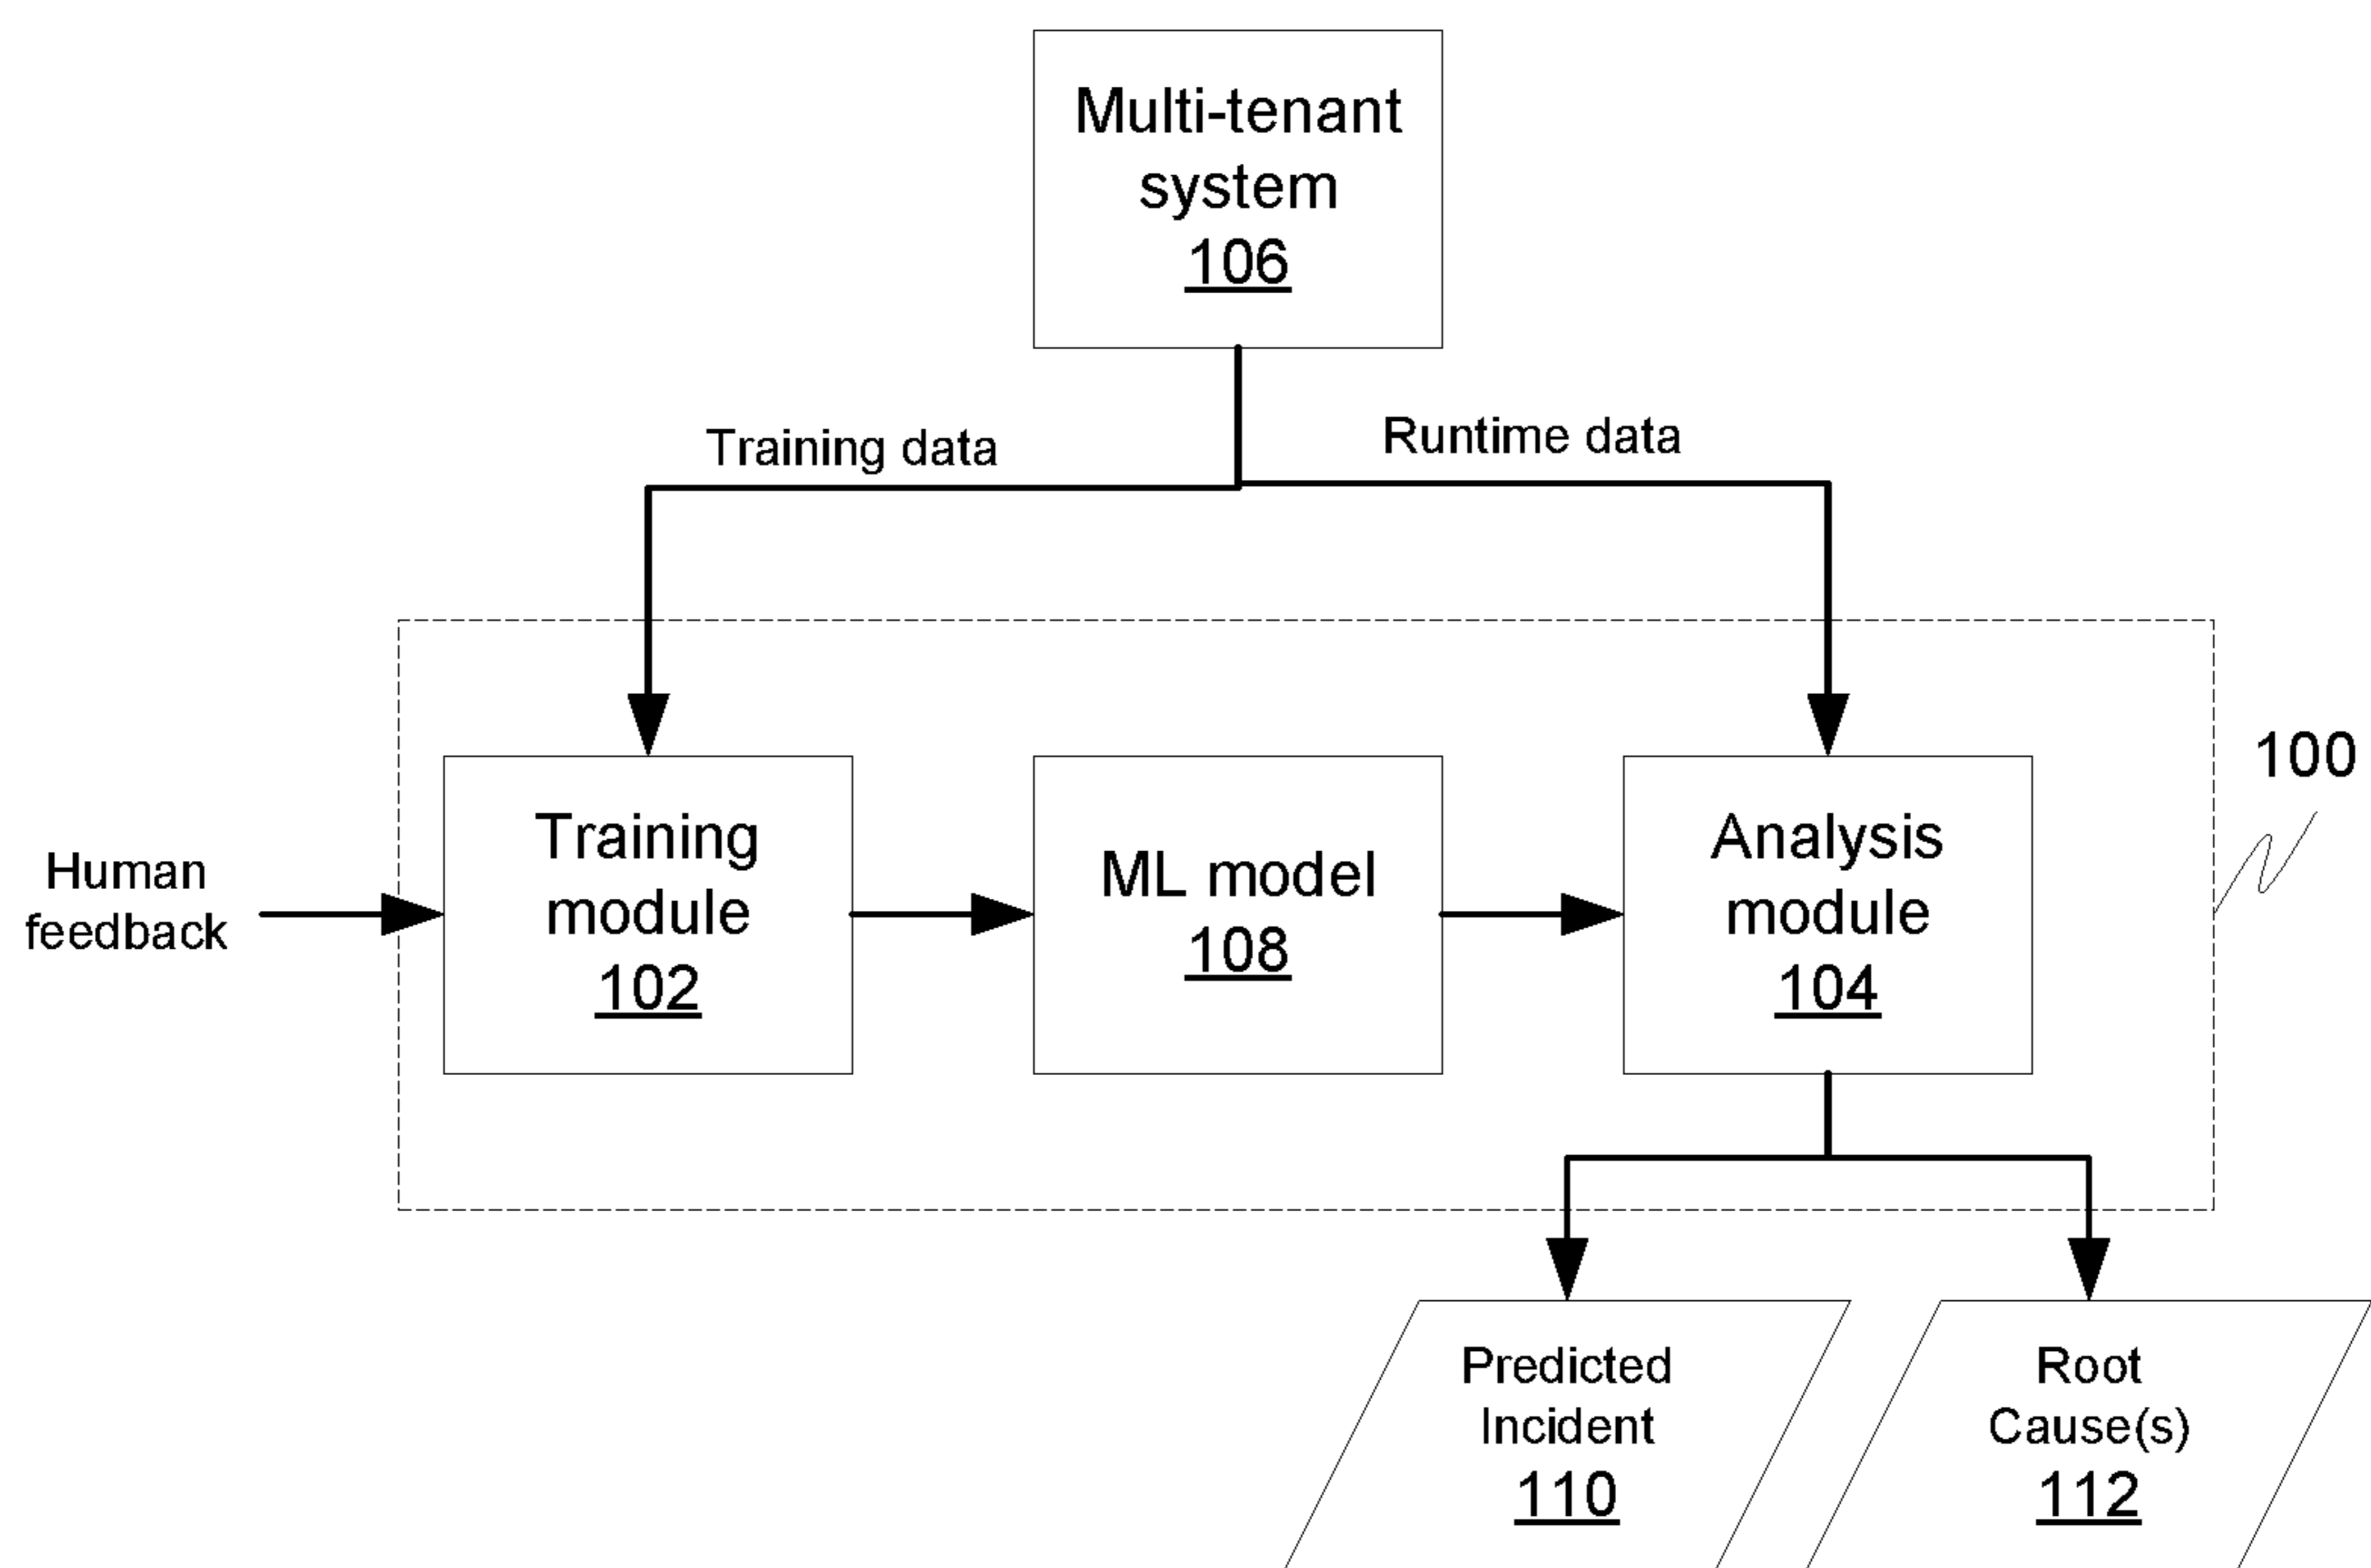 Multi-tenant
system
106
Training data
Runtime data
100
Human
feedback
Training
module
102
ML model
108
Analysis
module
104
Predicted
Incident
110
Root
Cause(s)
112